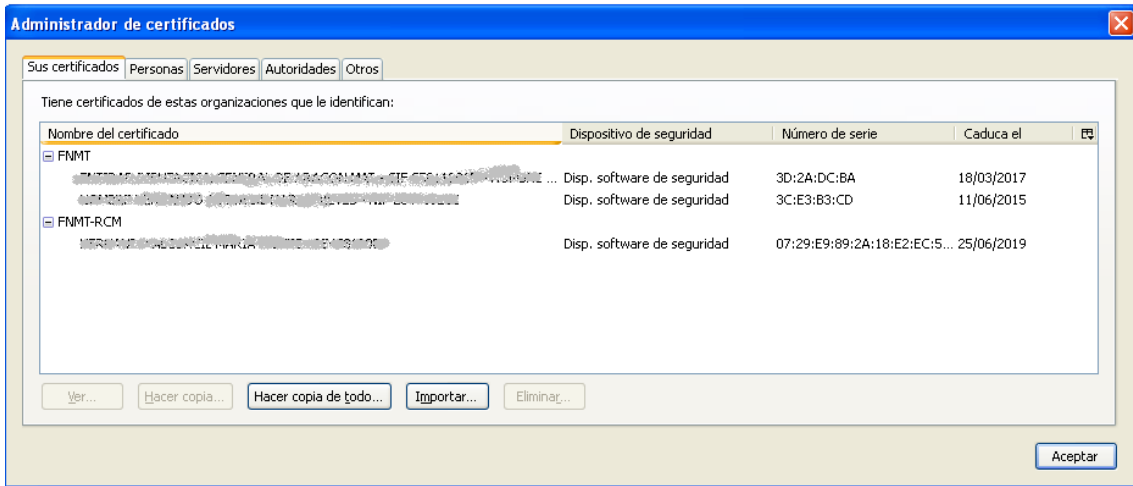 Administrador de certificados
Sus certificados Personas Servidores Autoridades Otros
Tiene certificados de estas organizaciones que le identifican:
Nombre del certificado Dispositivo de seguridad Número de serie Caduca el
FNMT
... Disp. software de seguridad 3D:2A:DC:BA 18/03/2017
Disp. software de seguridad 3C:E3:B3:CD 11/06/2015
FNMT-RCM
Disp. software de seguridad 07:29:E9:89:2A:18:E2:EC:5... 25/06/2019
Ver... Hacer copia... Hacer copia de todo... Importar... Eliminar...
Aceptar